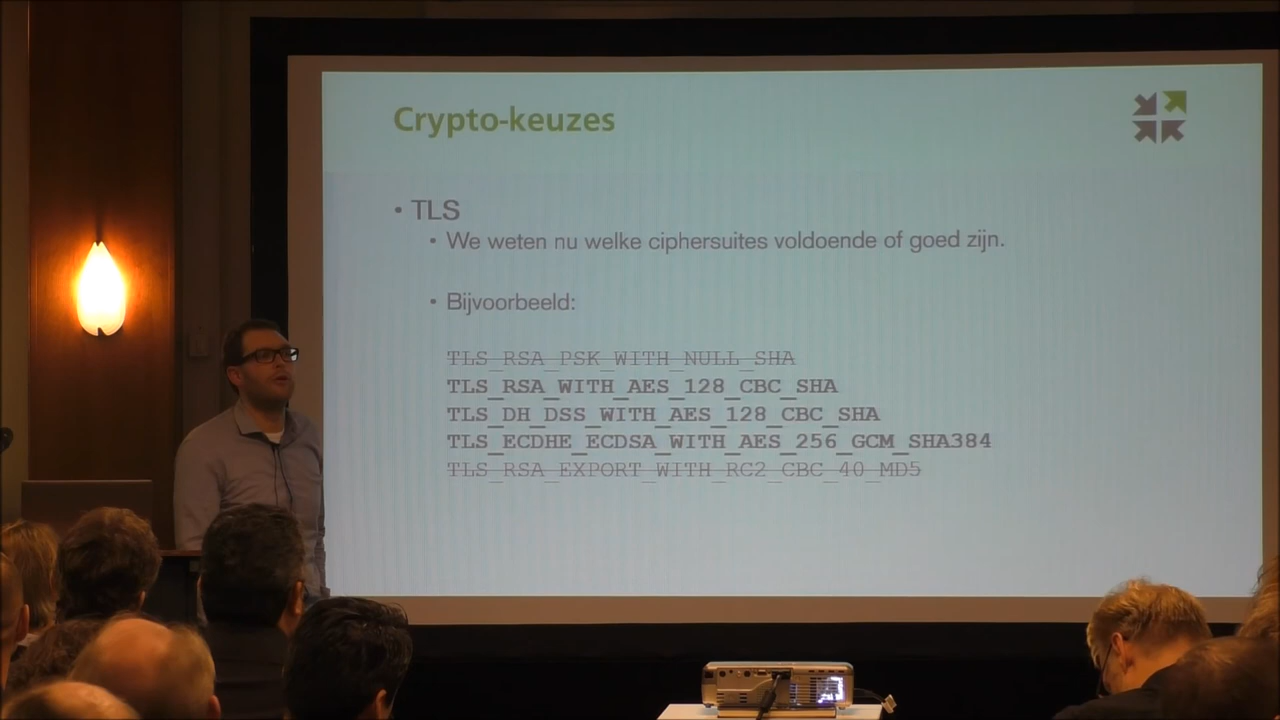 Crypto-keuzes
• TLS
• We weten nu welke ciphersuites voldoende of goed zijn.
• Bijvoorbeeld:
TLS_RSA_PSK_WITH_NULL_SHA
TLS_RSA_WITH_AES_128_CBC_SHA
TLS_DH_DSS_WITH_AES_128_CBC_SHA
TLS_ECDHE_ECDSA_WITH_AES_256_GCM_SHA384
TLS_RSA_EXPORT_WITH_RC2_CBC_40_MD5